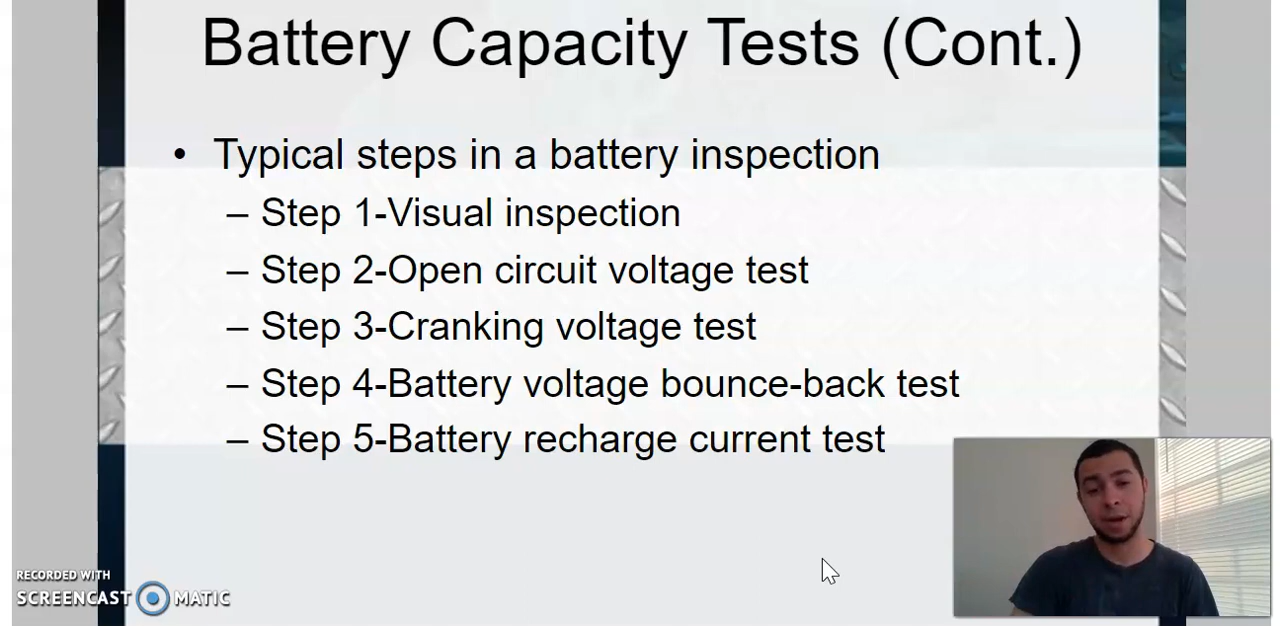 Battery Capacity Tests (Cont.)
• Typical steps in a battery inspection
– Step 1-Visual inspection
– Step 2-Open circuit voltage test
– Step 3-Cranking voltage test
– Step 4-Battery voltage bounce-back test
– Step 5-Battery recharge current test
RECORDED WITH
SCREENCAST MATIC